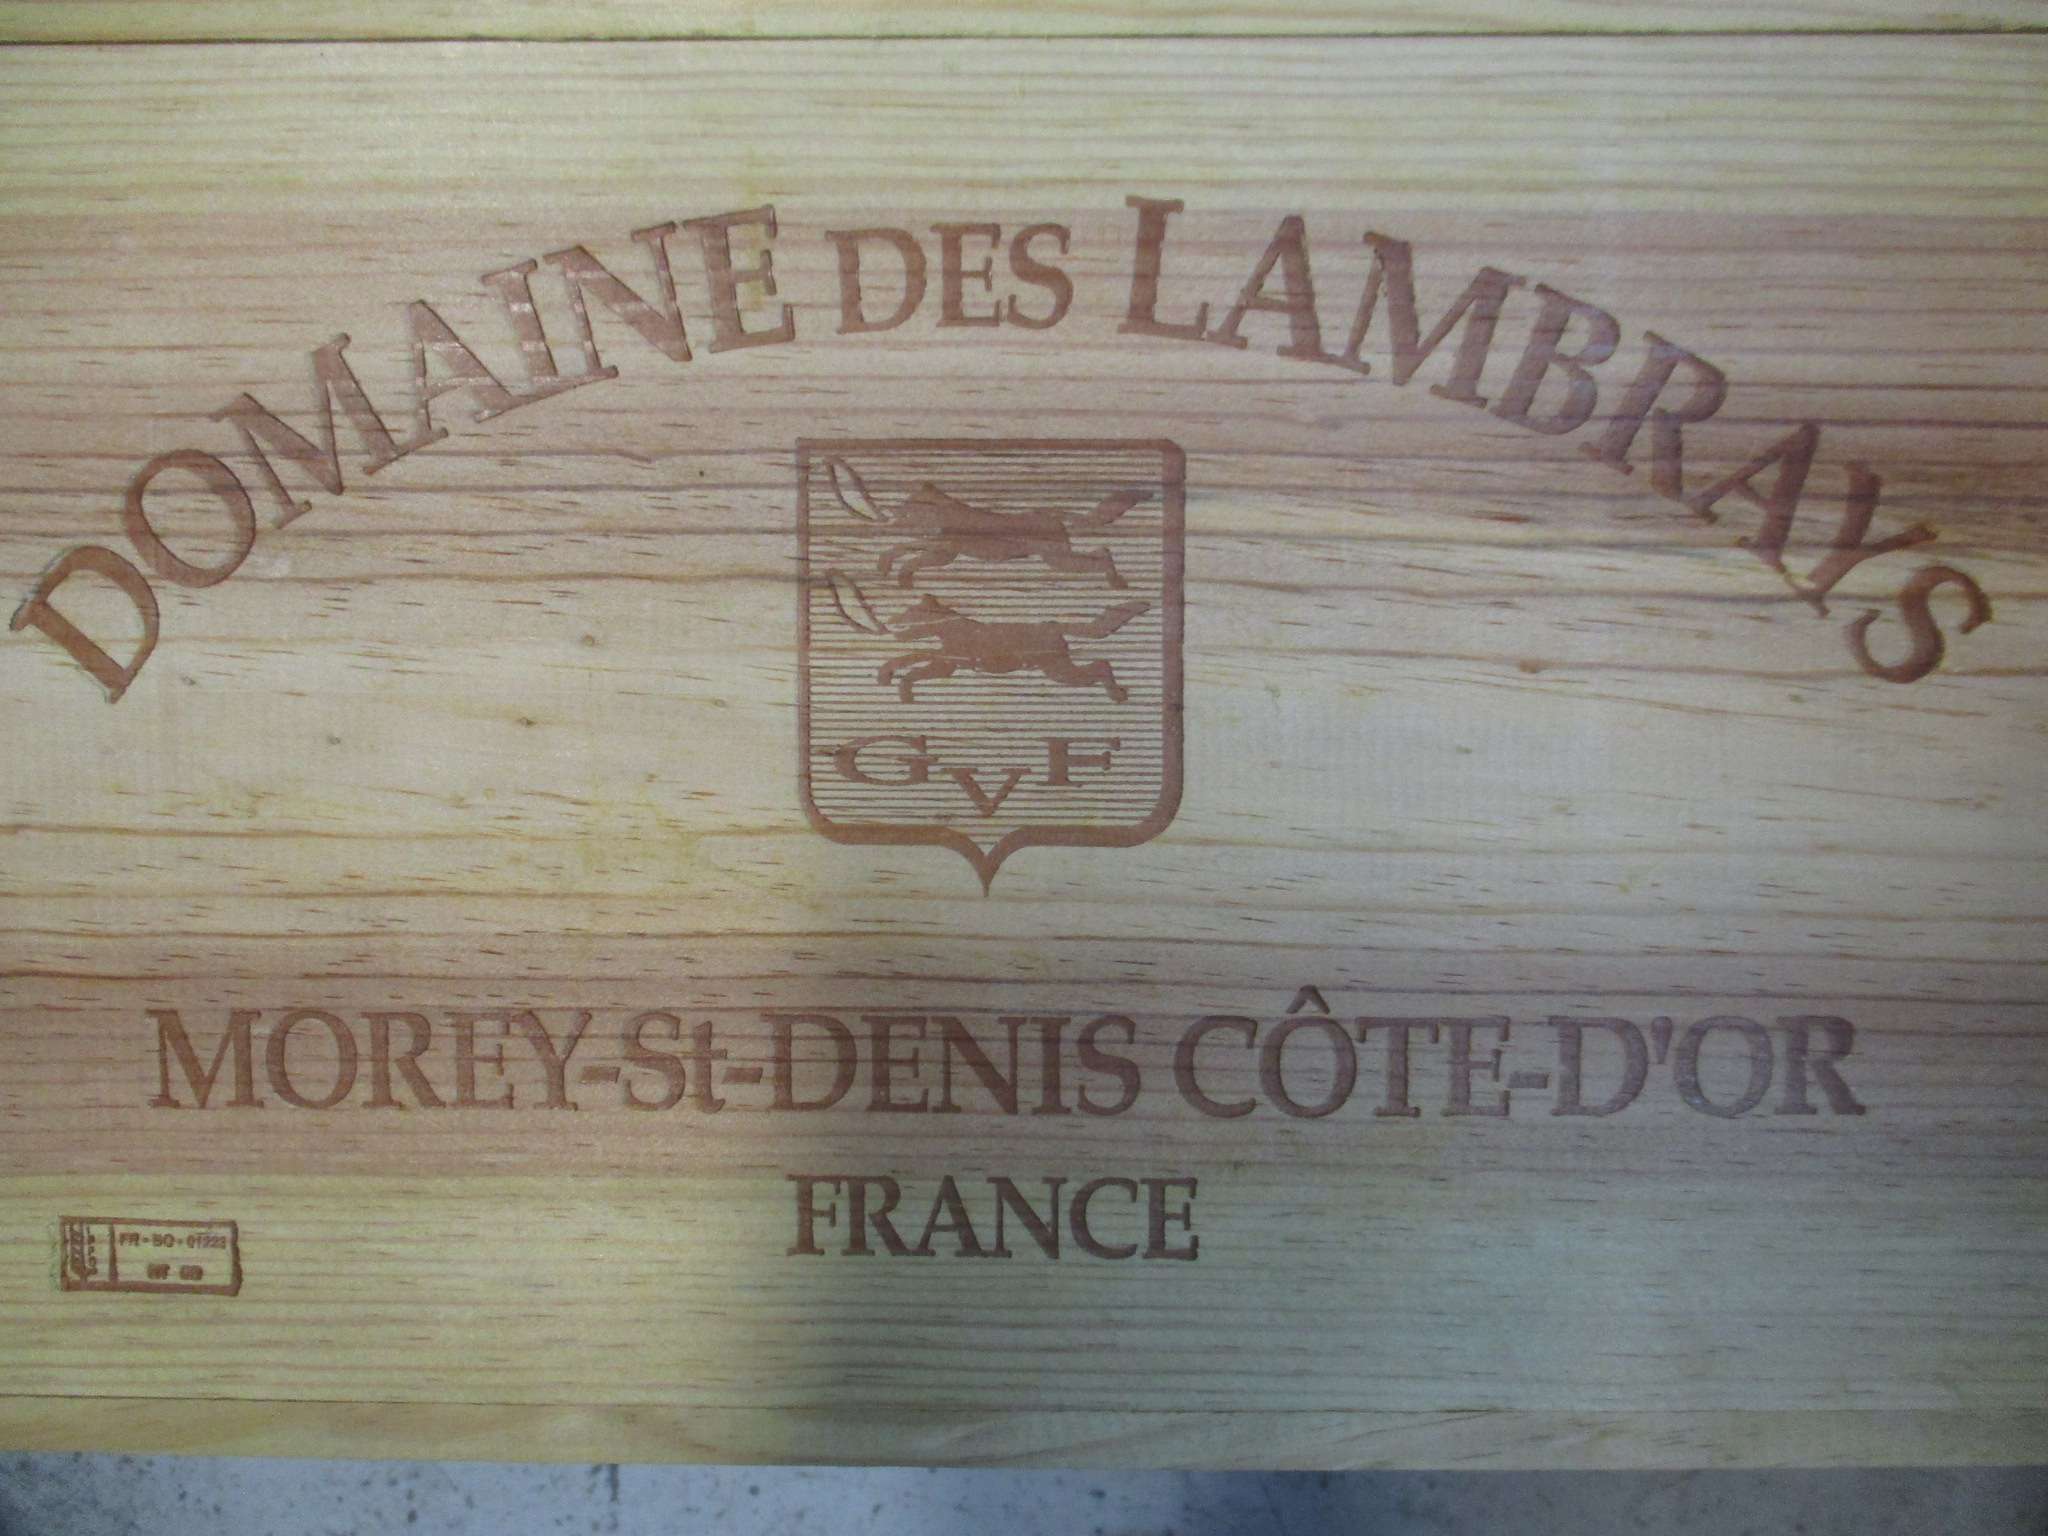 DOMAINE DES LAMBRAYS
GVF
MOREY-St-DENIS CÔTE-D'OR
FRANCE